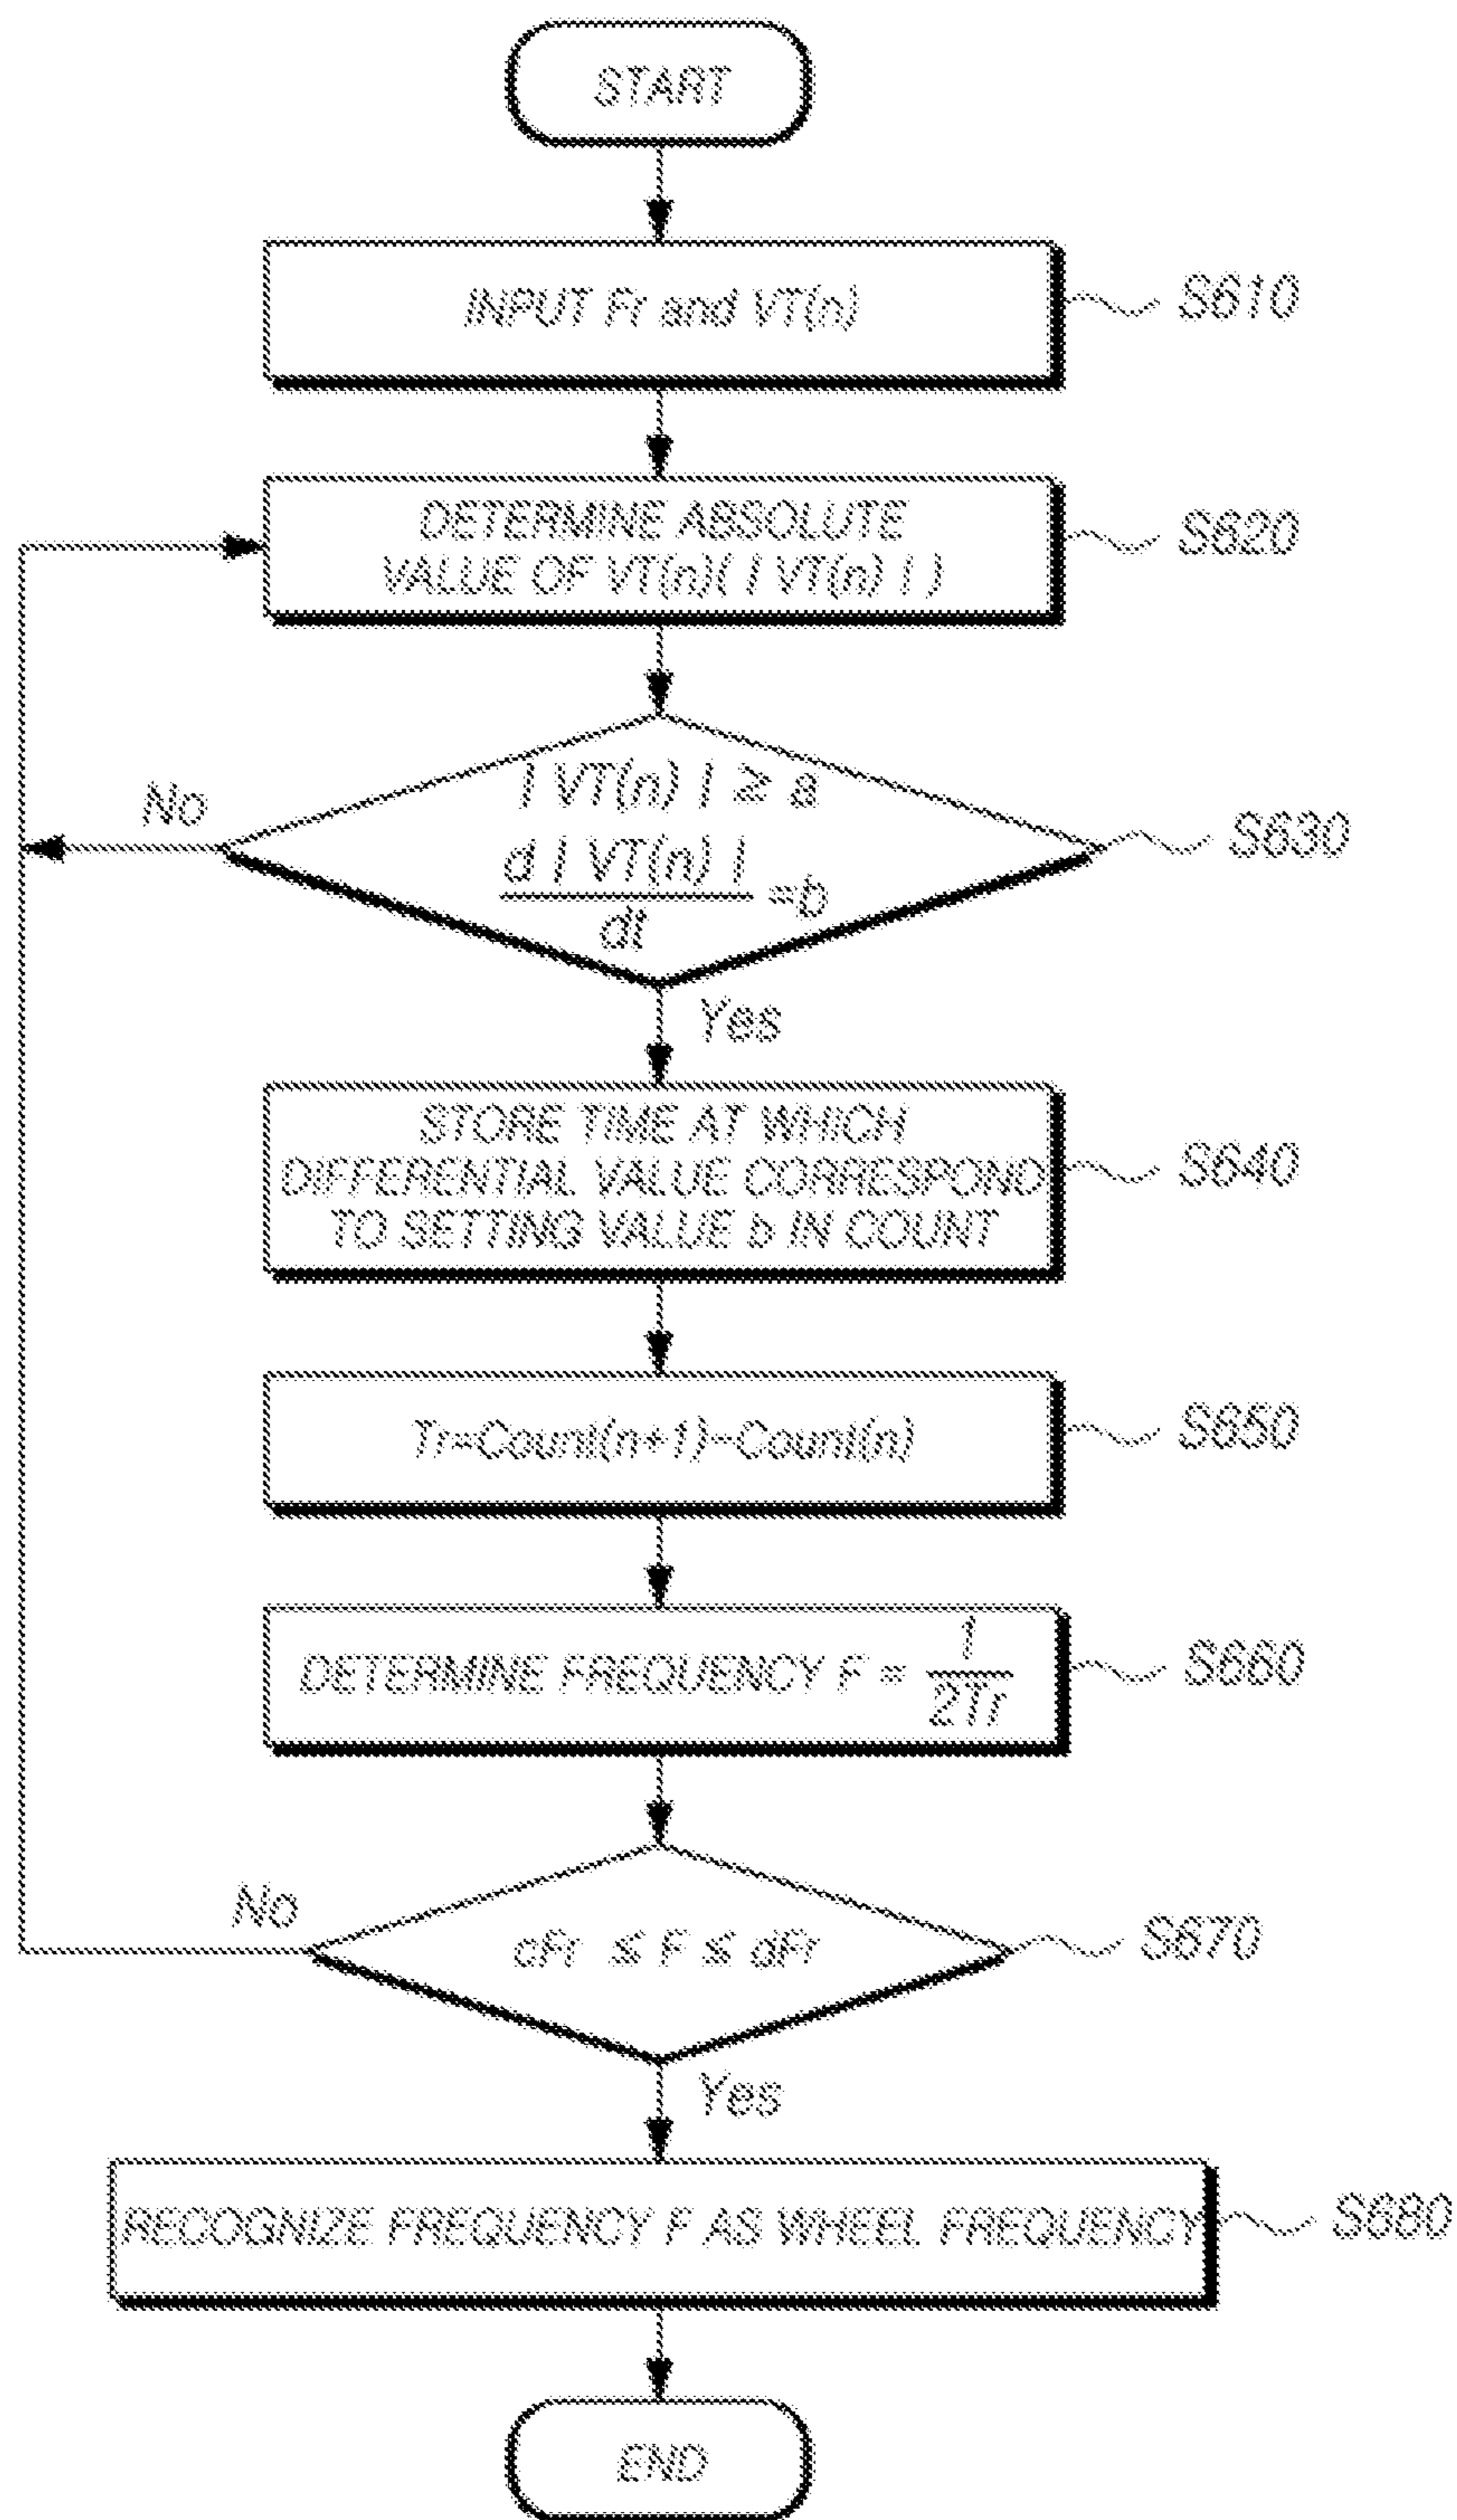 START
INPUT Fr and VT(n)
S610
DETERMINE ABSOLUTE
VALUE OF VT(n)( | VT(n) | )
S620
| VT(n) | ≥ a
d | VT(n) |
dt
=b
S630
No
Yes
STORE TIME AT WHICH
DIFFERENTIAL VALUE CORRESPOND
TO SETTING VALUE b IN COUNT
S640
Tr=Count(n+1)-Count(n)
S650
DETERMINE FREQUENCY F = 1
2Tr
S660
cFr ≤ F ≤ dFr
S670
No
Yes
RECOGNIZE FREQUENCY F AS WHEEL FREQUENCY
S680
END